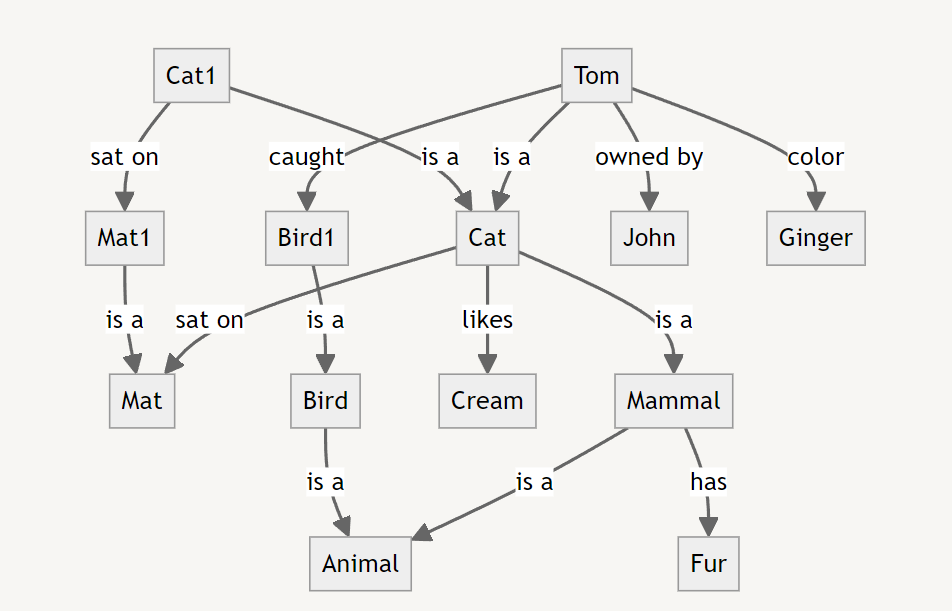 Cat1
Tom
sat on
caught
is a
is a
owned by
color
Mat1
Bird1
Cat
John
Ginger
is a
sat on
is a
likes
is a
Mat
Bird
Cream
Mammal
is a
is a
has
Animal
Fur